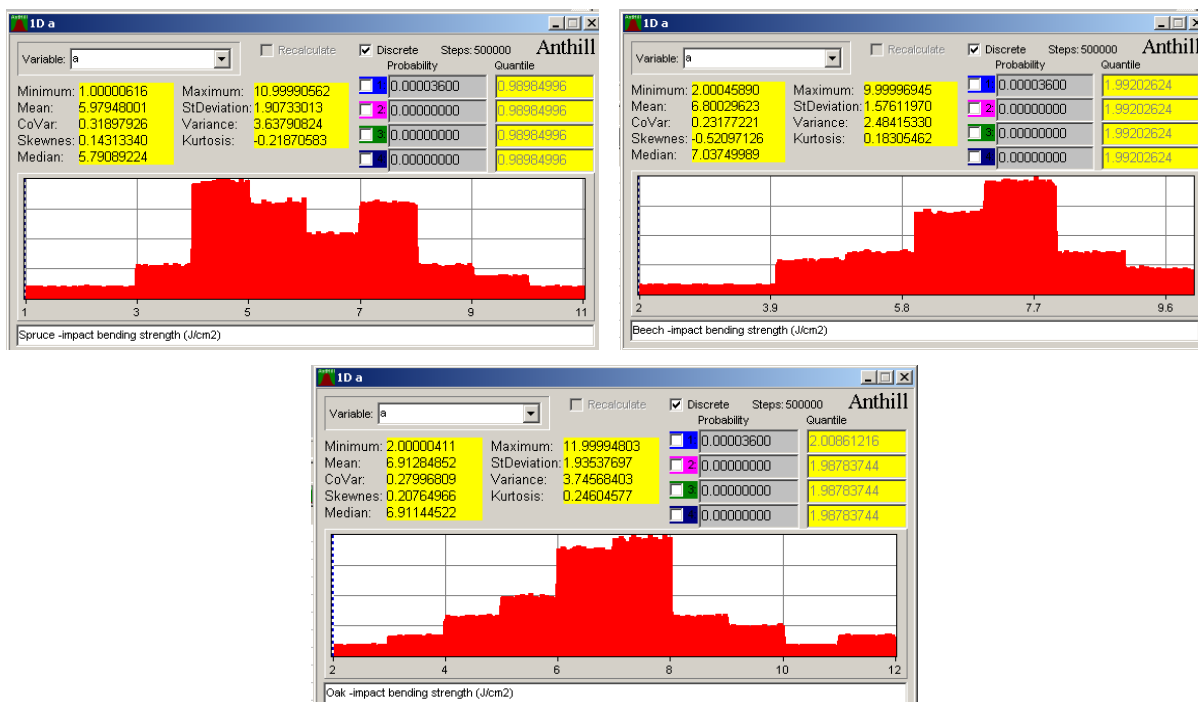 1D a
Variable: a
Recalculate
Discrete
Steps:500000
Anthill
Probability
Quantile
Minimum: 1.00000616
Maximum: 10.99990562
1 0.00003600 0.98984996
Mean: 5.97948001
StDeviation: 1.90733013
2 0.00000000 0.98984996
CoVar: 0.31897926
Variance: 3.63790824
3 0.00000000 0.98984996
Skewnes: 0.14313340
Kurtosis: -0.21870583
0.00000000 0.98984996
Median: 5.79089224
1 3 5 7 9 11
Spruce -impact bending strength (J/cm2)
1D a
Variable: a
Recalculate
Discrete
Steps:500000
Anthill
Probability
Quantile
Minimum: 2.00045890
Maximum: 9.99996945
1 0.00003600 1.99202624
Mean: 6.80029623
StDeviation: 1.57611970
2 0.00000000 1.99202624
CoVar: 0.23177221
Variance: 2.48415330
3 0.00000000 1.99202624
Skewnes: -0.52097126
Kurtosis: 0.18305462
0.00000000 1.99202624
Median: 7.03749989
2 3.9 5.8 7.7 9.6
Beech -impact bending strength (J/cm2)
1D a
Variable: a
Recalculate
Discrete
Steps:500000
Anthill
Probability
Quantile
Minimum: 2.00000411
Maximum: 11.99994803
1 0.00003600 2.00861216
Mean: 6.91284852
StDeviation: 1.93537697
2 0.00000000 1.98783744
CoVar: 0.27996809
Variance: 3.74568403
3 0.00000000 1.98783744
Skewnes: 0.20764966
Kurtosis: 0.24604577
0.00000000 1.98783744
Median: 6.91144522
2 4 6 8 10 12
Oak -impact bending strength (J/cm2)